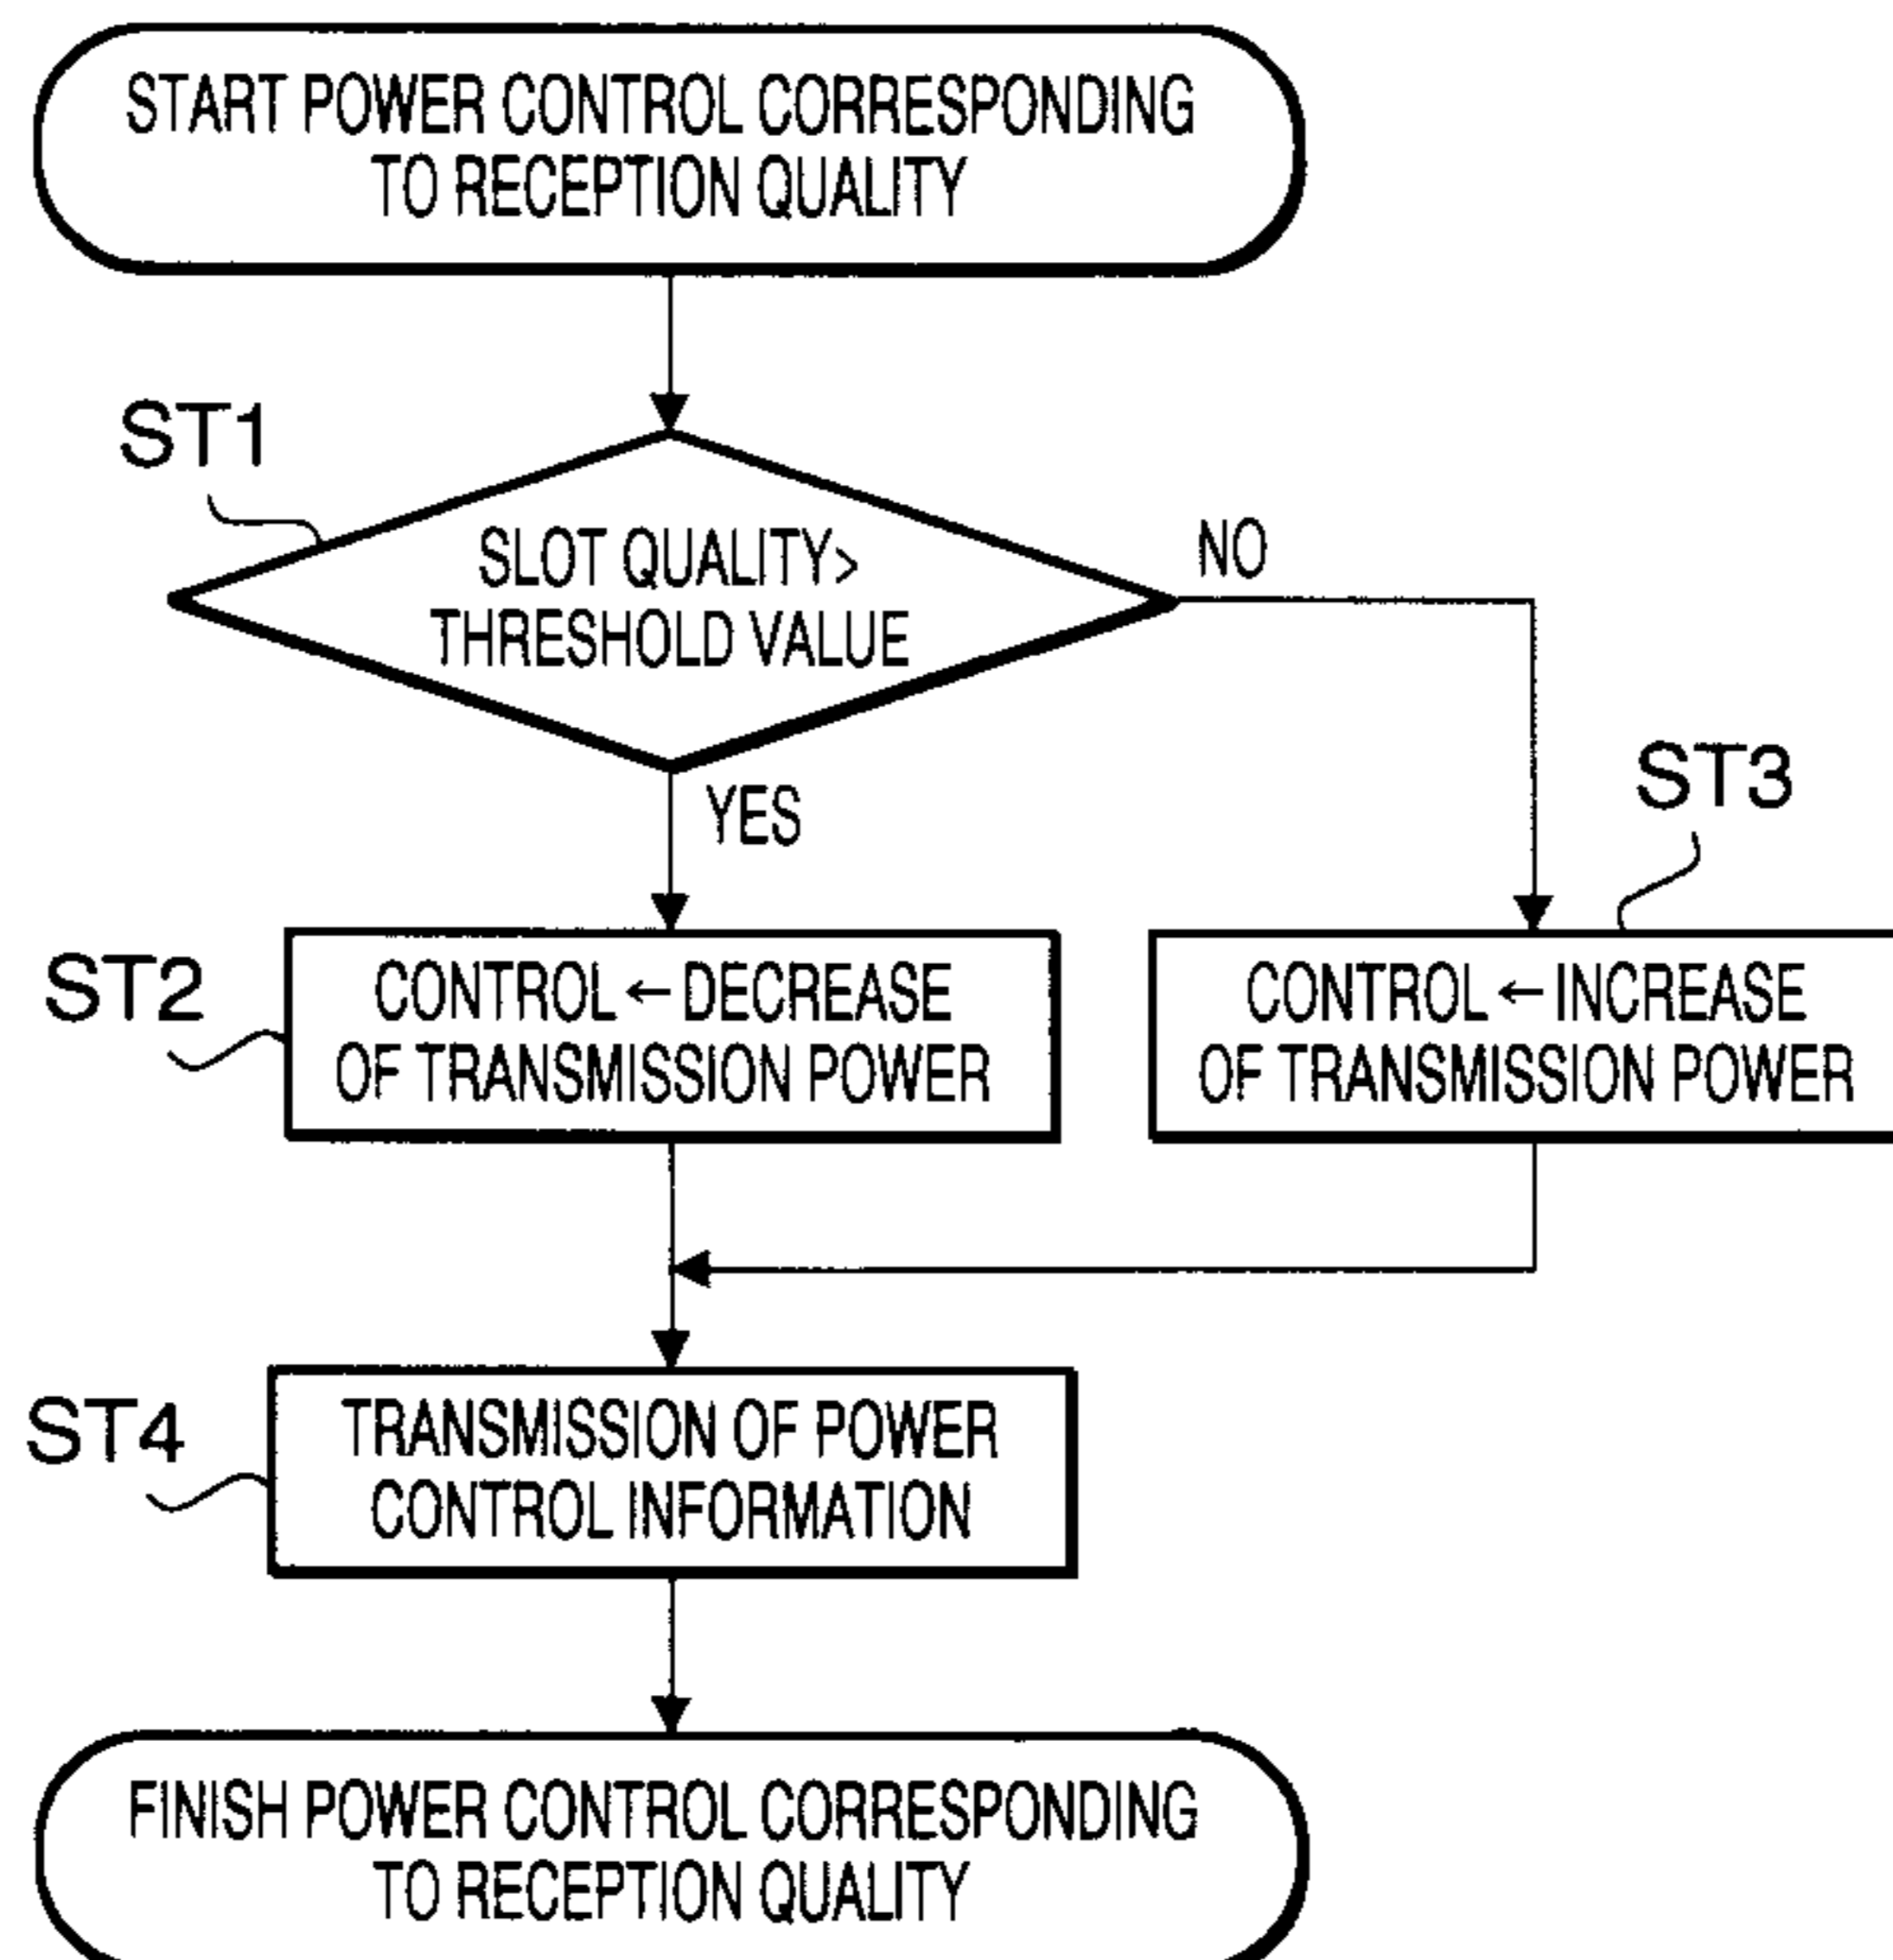 START POWER CONTROL CORRESPONDING
TO RECEPTION QUALITY
ST1
SLOT QUALITY>
THRESHOLD VALUE
NO
YES
ST3
ST2
CONTROL ← DECREASE
OF TRANSMISSION POWER
CONTROL ← INCREASE
OF TRANSMISSION POWER
ST4
TRANSMISSION OF POWER
CONTROL INFORMATION
FINISH POWER CONTROL CORRESPONDING
TO RECEPTION QUALITY